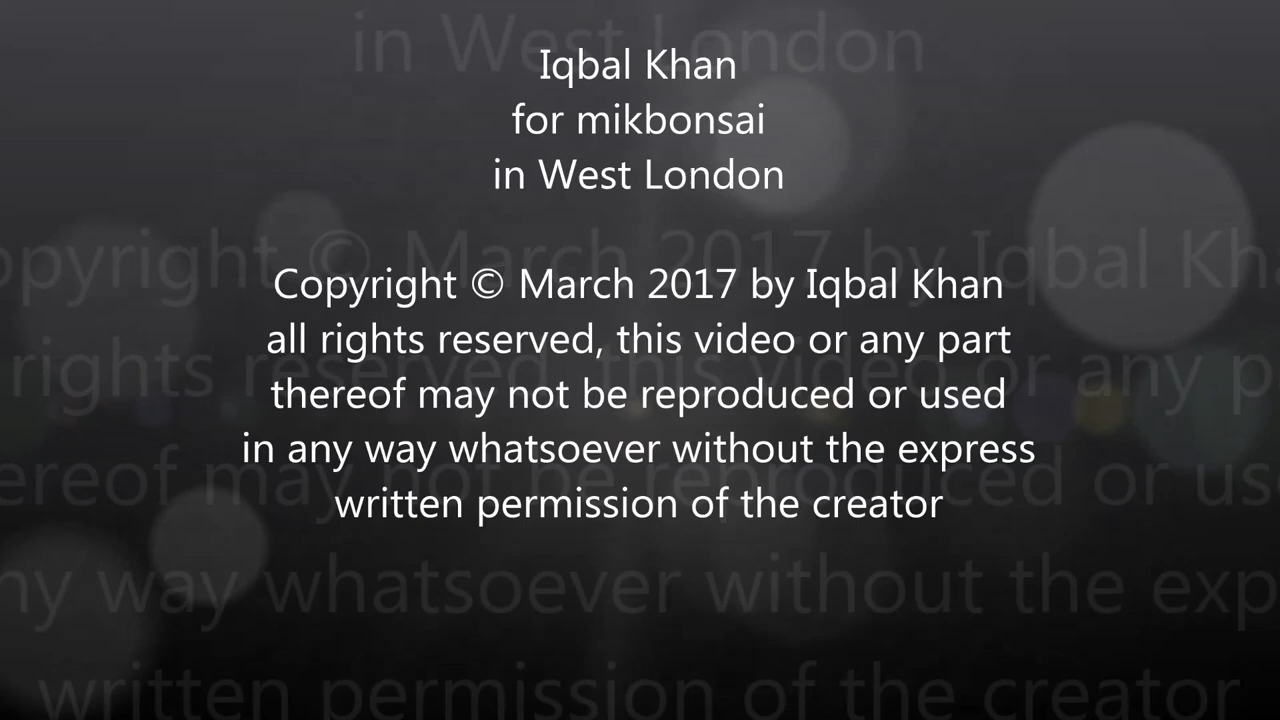 Iqbal Khan
for mikbonsai
in West London
Copyright © March 2017 by Iqbal Khan
all rights reserved, this video or any part
thereof may not be reproduced or used
in any way whatsoever without the express
written permission of the creator